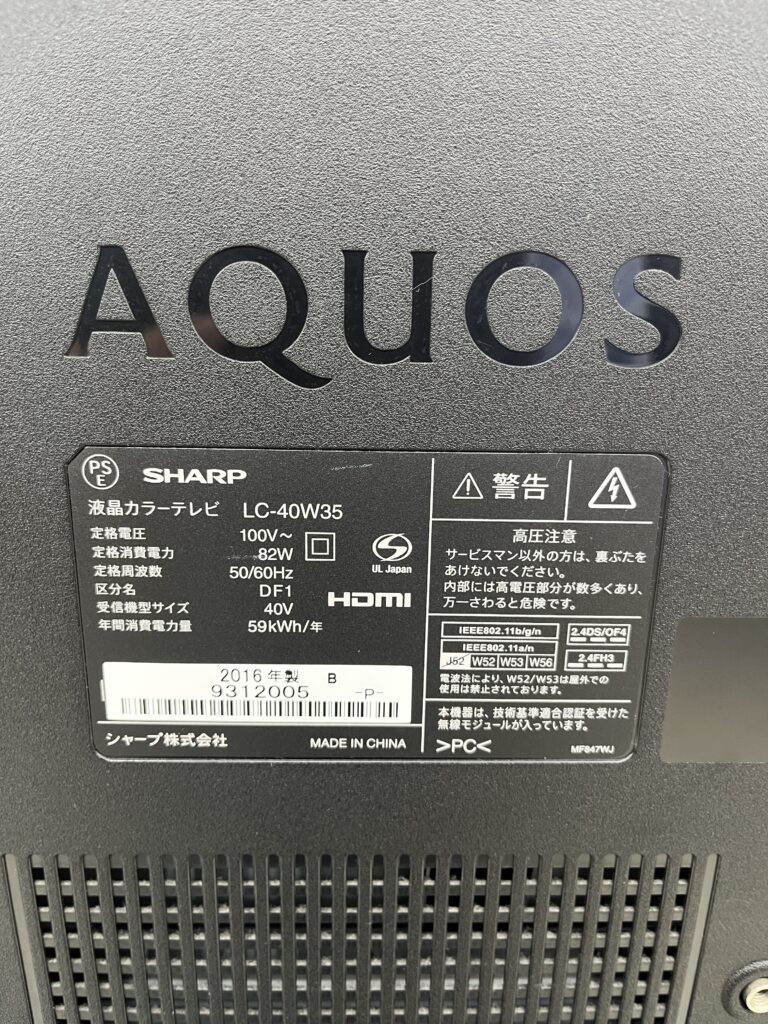 AQUOS
PS
E
SHARP
液晶カラーテレビ LC-40W35
定格電圧 100V～
定格消費電力 82W
定格周波数 50/60Hz
区分名 DF1
受信機型サイズ 40V
年間消費電力量 59kWh/年
UL Japan
HDMI
2016年製 B
9312005 -P-
シャープ株式会社 MADE IN CHINA
警告
高圧注意
サービスマン以外の方は、裏ぶたを
あけないでください。
内部には高電圧部分が数多くあり、
万一さわると危険です。
IEEE802.11b/g/n
IEEE802.11a/n
J52 W52 W53 W56
2.4DS/OF4
2.4FH3
電波法により、W52/W53は屋外での
使用は禁止されております。
本機器は、技術基準適合認証を受けた
無線モジュールが入っています。
>PC<
MF847WJ